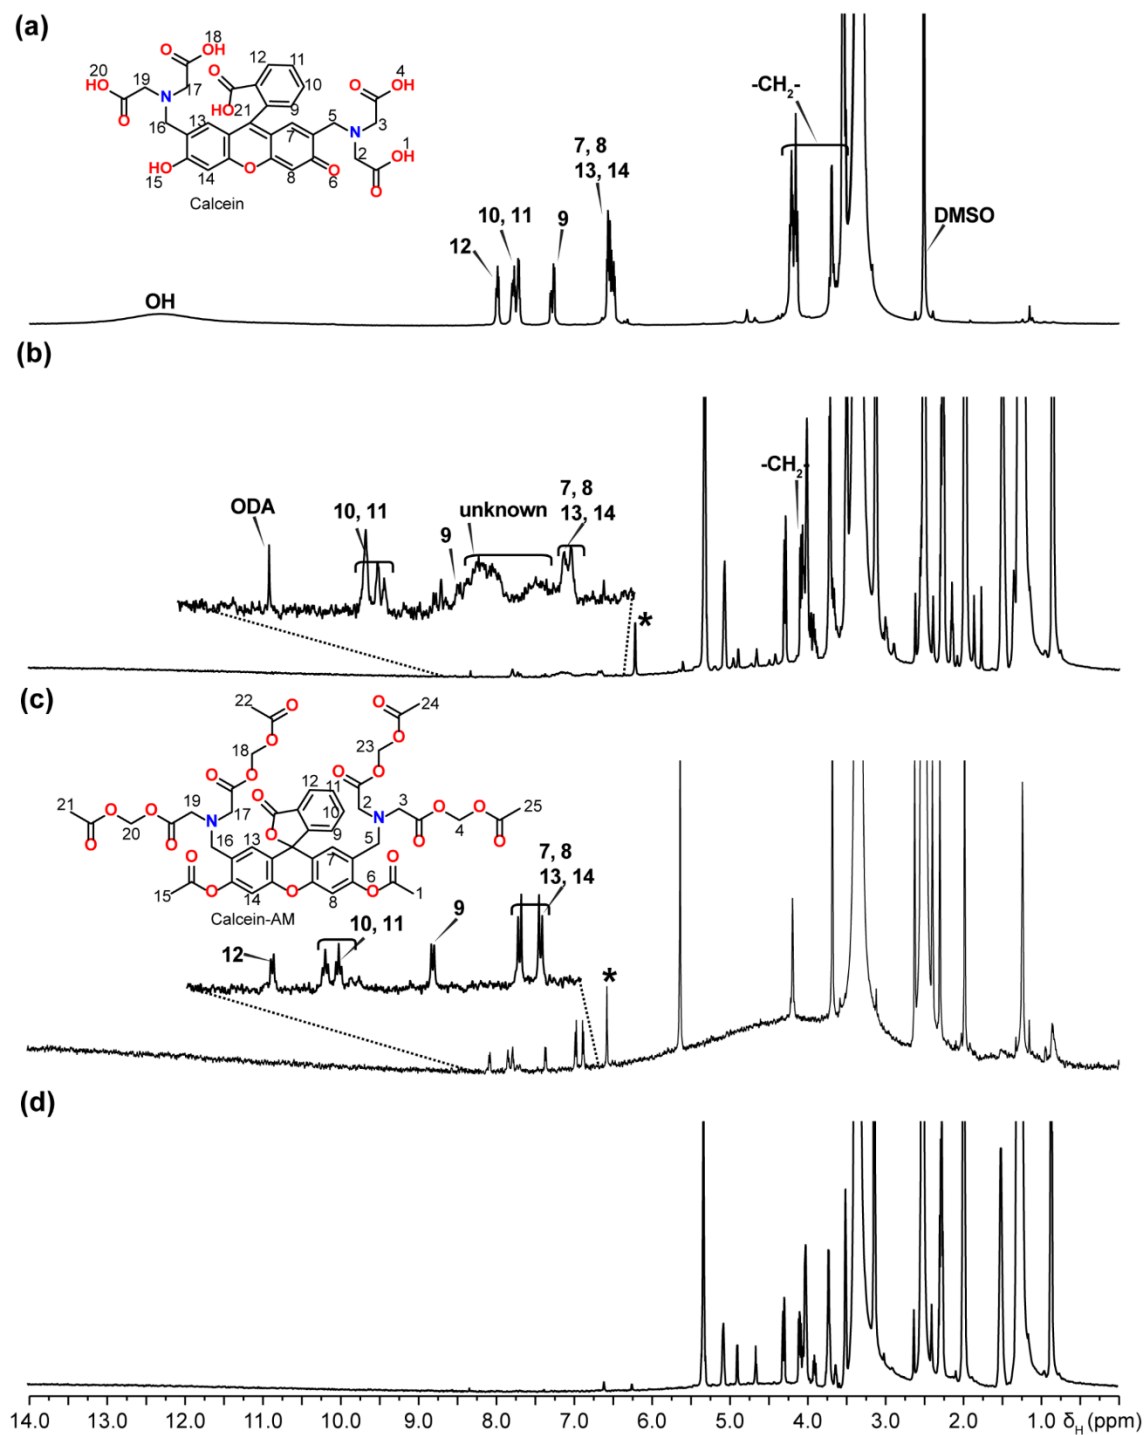 (a)
18
OH
O
20
HO
19
17
O
N
16
13
HO
15
14
O
O
HO
21
12
11
10
9
7
8
O
6
5
N
O
4
OH
3
2
1
OH
O
Calcein
OH
12
10, 11
9
7, 8
13, 14
-CH2-
DMSO
(b)
ODA
10, 11
9
unknown
7, 8
13, 14
*
-CH2-
(c)
22
O
O
18
O
O
21
O
O
20
O
O
19
17
N
16
13
O
O
15
O
14
O
O
O
12
11
10
9
7
8
24
O
O
23
O
O
2
3
N
5
O
O
4
O
O
25
6
O
O
1
Calcein-AM
12
10, 11
9
7, 8
13, 14
*
(d)
14.0 13.0 12.0 11.0 10.0 9.0 8.0 7.0 6.0 5.0 4.0 3.0 2.0 1.0 δH (ppm)